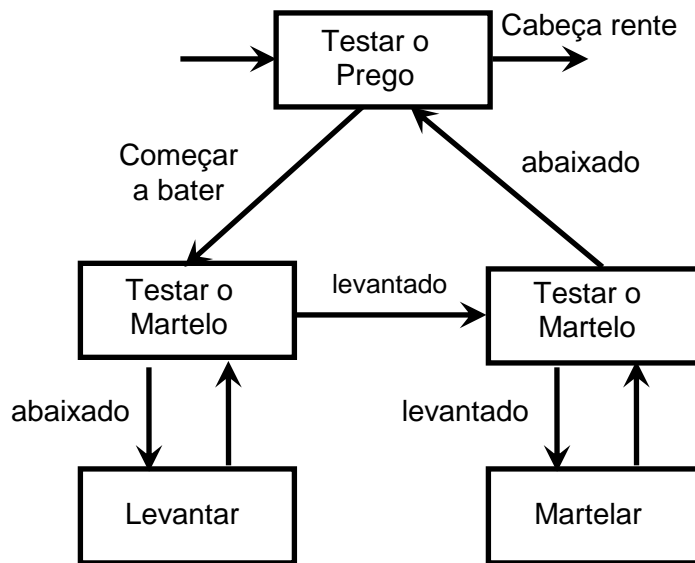 Testar o
Prego
Cabeça rente
Começar
a bater
abaixado
Testar o
Martelo
levantado
Testar o
Martelo
abaixado
levantado
Levantar
Martelar